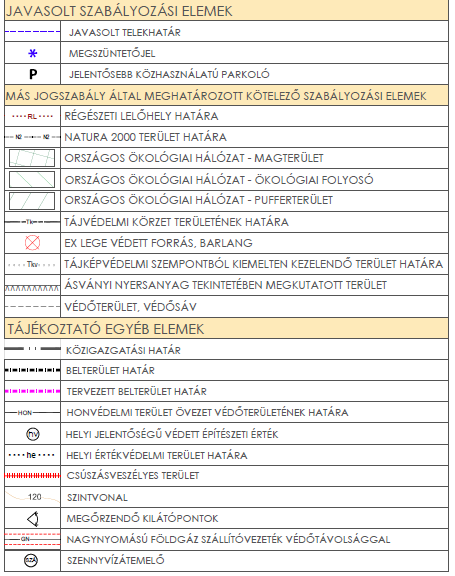 JAVASOLT SZABÁLYOZÁSI ELEMEK
JAVASOLT TELEKHATÁR
* MEGSZÜNTETŐJEL
P JELENTŐSEBB KÖZHASZNÁLATÚ PARKOLÓ
MÁS JOGSZABÁLY ÁLTAL MEGHATÁROZOTT KÖTELEZŐ SZABÁLYOZÁSI ELEMEK
RL RÉGÉSZETI LELŐHELY HATÁRA
N2 N2 NATURA 2000 TERÜLET HATÁRA
ORSZÁGOS ÖKOLÓGIAI HÁLÓZAT - MAGTERÜLET
ORSZÁGOS ÖKOLÓGIAI HÁLÓZAT - ÖKOLÓGIAI FOLYOSÓ
ORSZÁGOS ÖKOLÓGIAI HÁLÓZAT - PUFFERTERÜLET
Tk TÁJVÉDELMI KÖRZET TERÜLETÉNEK HATÁRA
EX LEGE VÉDETT FORRÁS, BARLANG
Tkv TÁJKÉPVÉDELMI SZEMPONTBÓL KIEMELTEN KEZELENDŐ TERÜLET HATÁRA
ÁSVÁNYI NYERSANYAG TEKINTETÉBEN MEGKUTATOTT TERÜLET
VÉDŐTERÜLET, VÉDŐSÁV
TÁJÉKOZTATÓ EGYÉB ELEMEK
KÖZIGAZGATÁSI HATÁR
BELTERÜLET HATÁR
TERVEZETT BELTERÜLET HATÁR
HON HONVÉDELMI TERÜLET ÖVEZET VÉDŐTERÜLETÉNEK HATÁRA
hv HELYI JELENTŐSÉGŰ VÉDETT ÉPÍTÉSZETI ÉRTÉK
he HELYI ÉRTÉKVÉDELMI TERÜLET HATÁRA
CSÚSZÁSVESZÉLYES TERÜLET
120 SZINTVONAL
MEGŐRZENDŐ KILÁTÓPONTOK
GN NAGYNYOMÁSÚ FÖLDGÁZ SZÁLLÍTÓVEZETÉK VÉDŐTÁVOLSÁGGAL
SZÁ SZENNYVÍZÁTEMELŐ